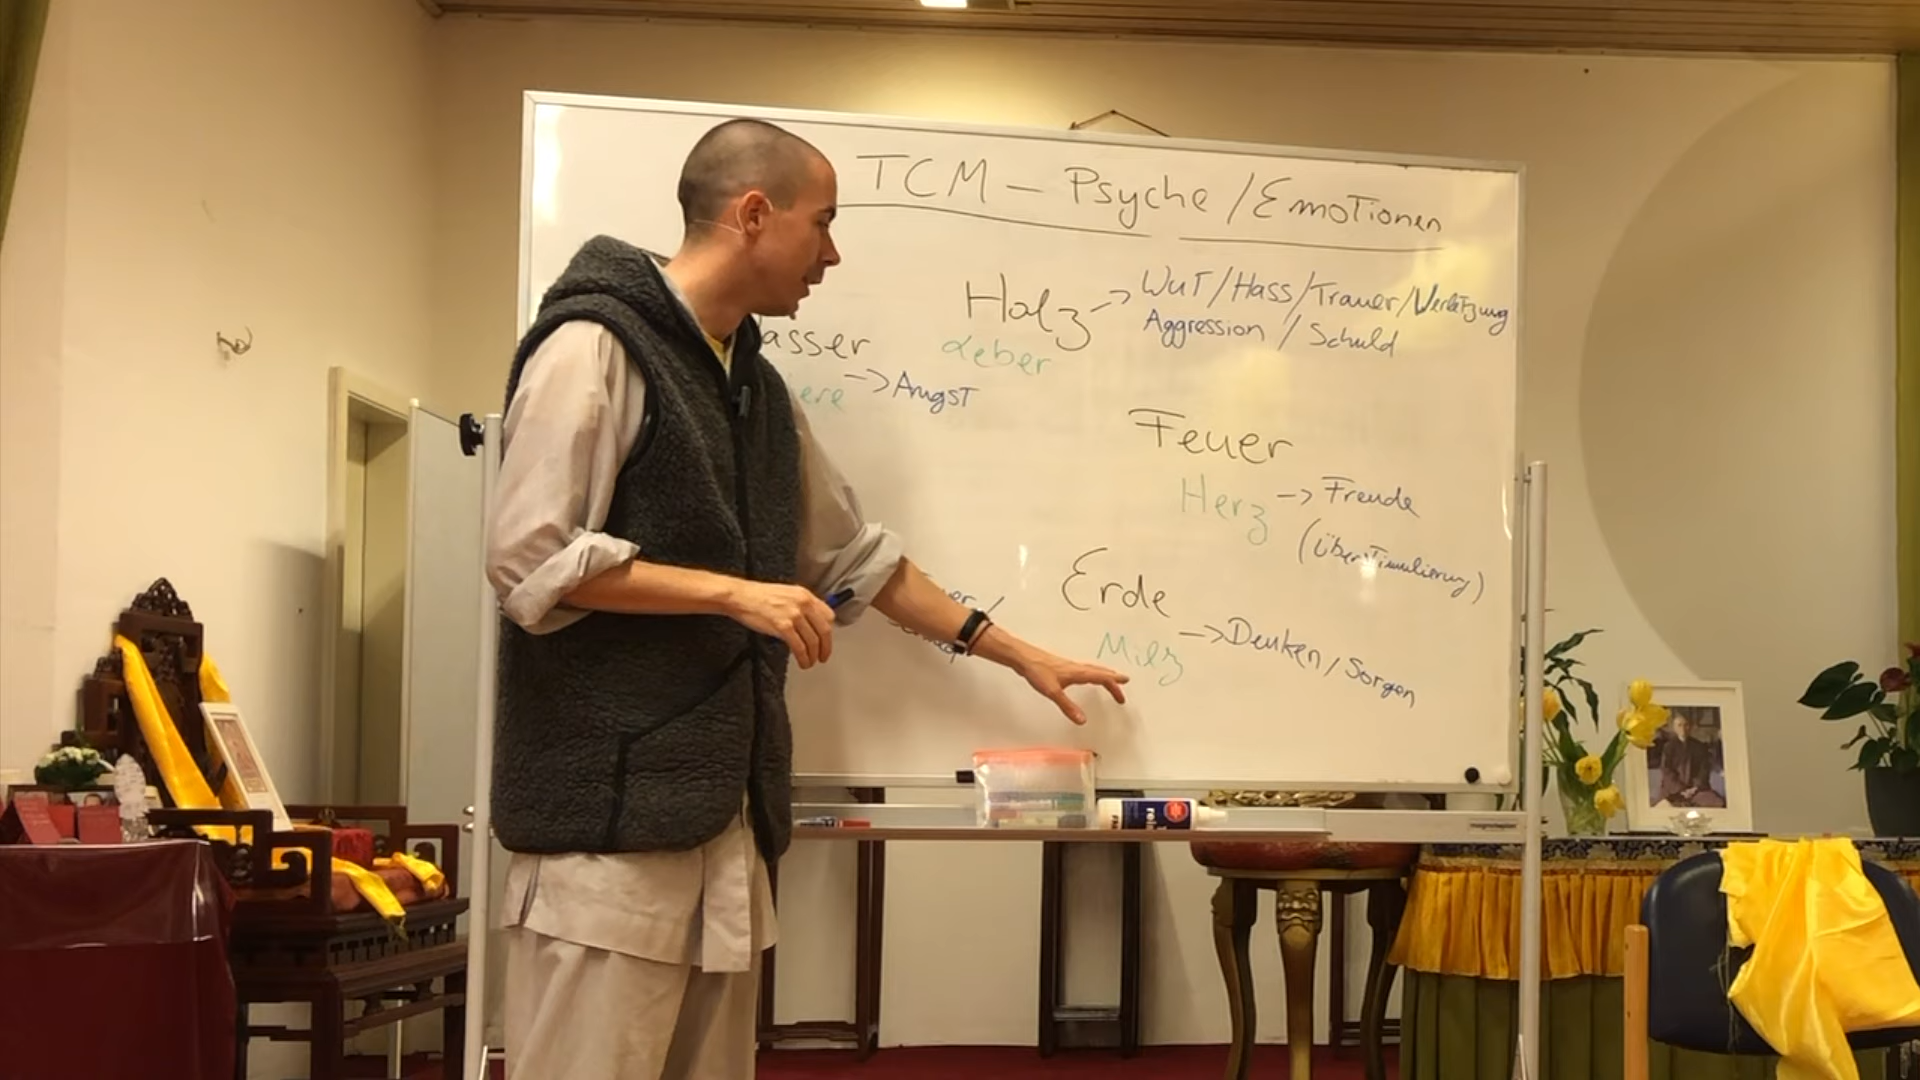 TCM – Psyche/Emotionen
Holz → Wut/Hass/Trauer/Verletzung
Aggression / Schuld
Leber
asser
ere → Angst
Feuer
Herz → Freude
(Überstimulierung)
Erde
Milz → Denken, Sorgen